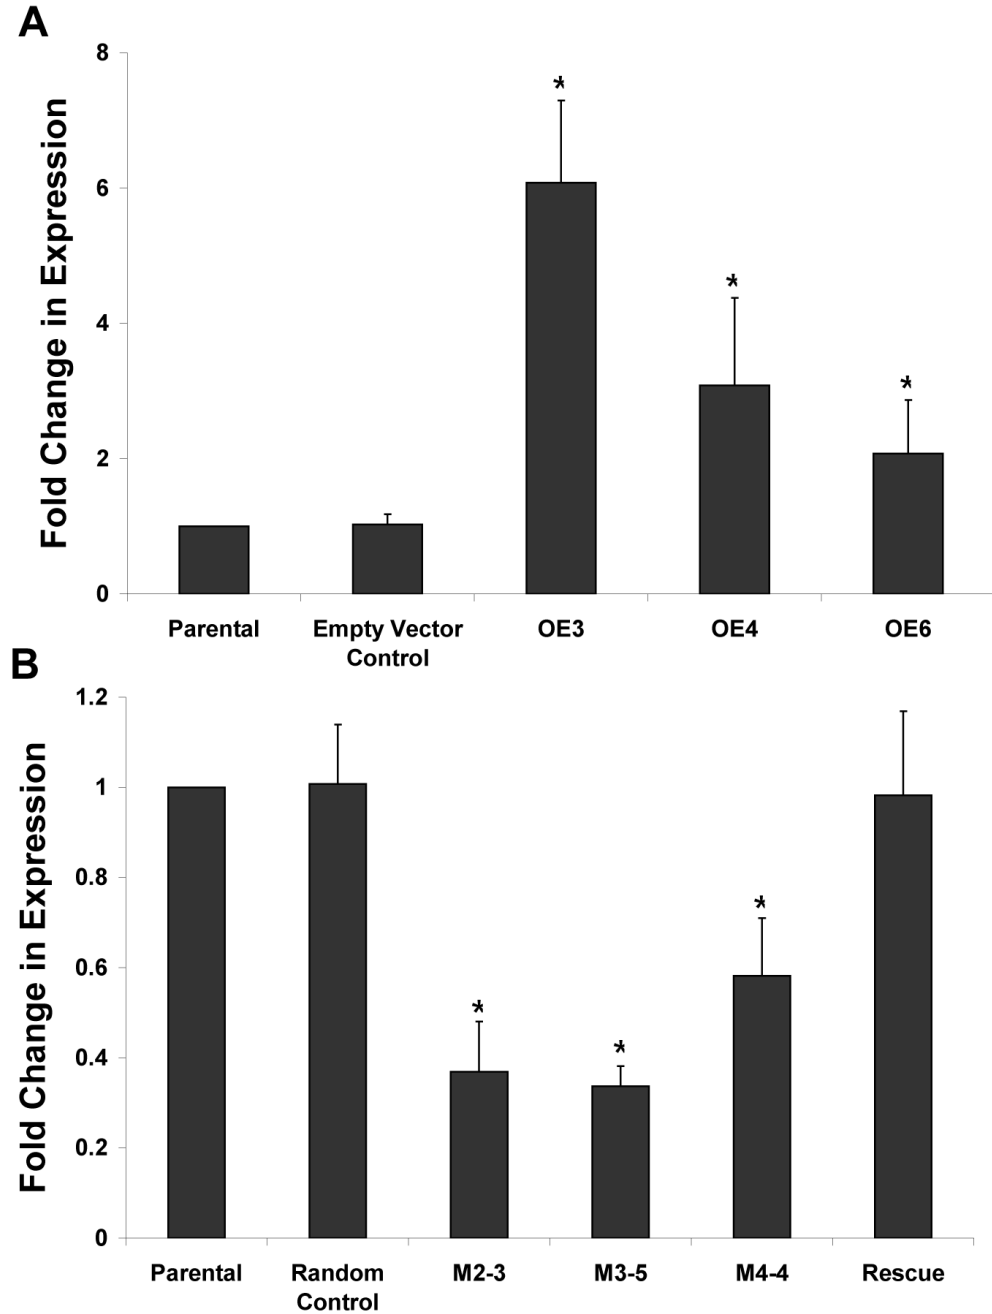 A
Fold Change in Expression
8
6
4
2
0
*
*
*
Parental
Empty Vector
Control
OE3
OE4
OE6
B
Fold Change in Expression
1.2
1
0.8
0.6
0.4
0.2
0
*
*
*
Parental
Random
Control
M2-3
M3-5
M4-4
Rescue